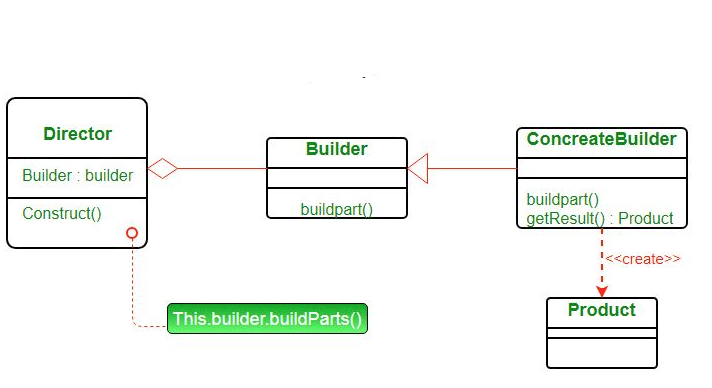 Director
Builder : builder
Construct()
Builder
buildpart()
ConcreateBuilder
buildpart()
getResult() : Product
<<create>>
Product
This.builder.buildParts()